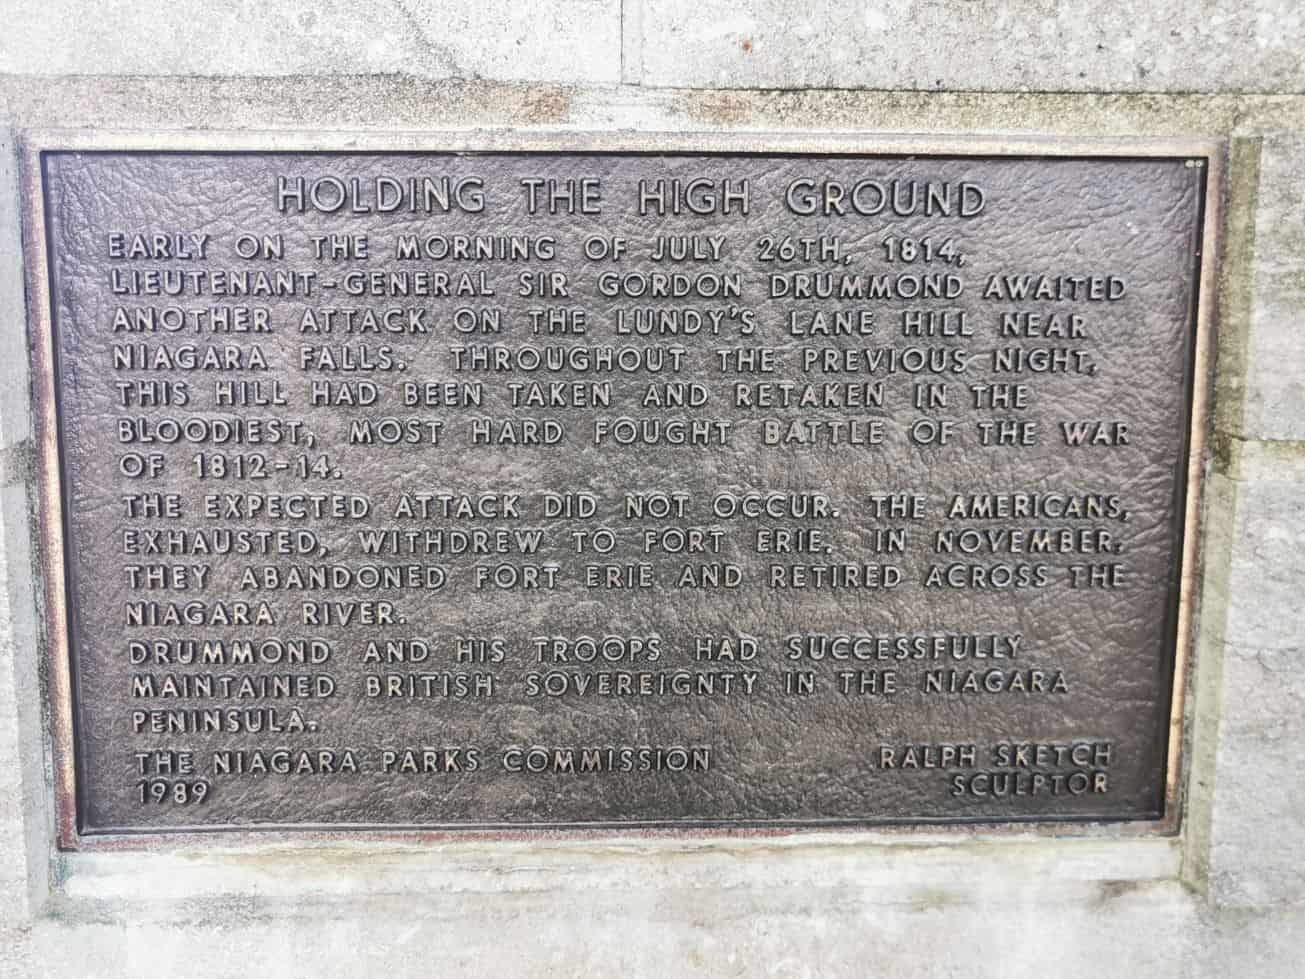 HOLDING THE HIGH GROUND
EARLY ON THE MORNING OF JULY 26TH, 1814,
LIEUTENANT-GENERAL SIR GORDON DRUMMOND AWAITED
ANOTHER ATTACK ON THE LUNDY'S LANE HILL NEAR
NIAGARA FALLS. THROUGHOUT THE PREVIOUS NIGHT,
THIS HILL HAD BEEN TAKEN AND RETAKEN IN THE
BLOODIEST, MOST HARD FOUGHT BATTLE OF THE WAR
OF 1812-14.
THE EXPECTED ATTACK DID NOT OCCUR. THE AMERICANS,
EXHAUSTED, WITHDREW TO FORT ERIE. IN NOVEMBER,
THEY ABANDONED FORT ERIE AND RETIRED ACROSS THE
NIAGARA RIVER.
DRUMMOND AND HIS TROOPS HAD SUCCESSFULLY
MAINTAINED BRITISH SOVEREIGNTY IN THE NIAGARA
PENINSULA.
THE NIAGARA PARKS COMMISSION RALPH SKETCH
1989 SCULPTOR